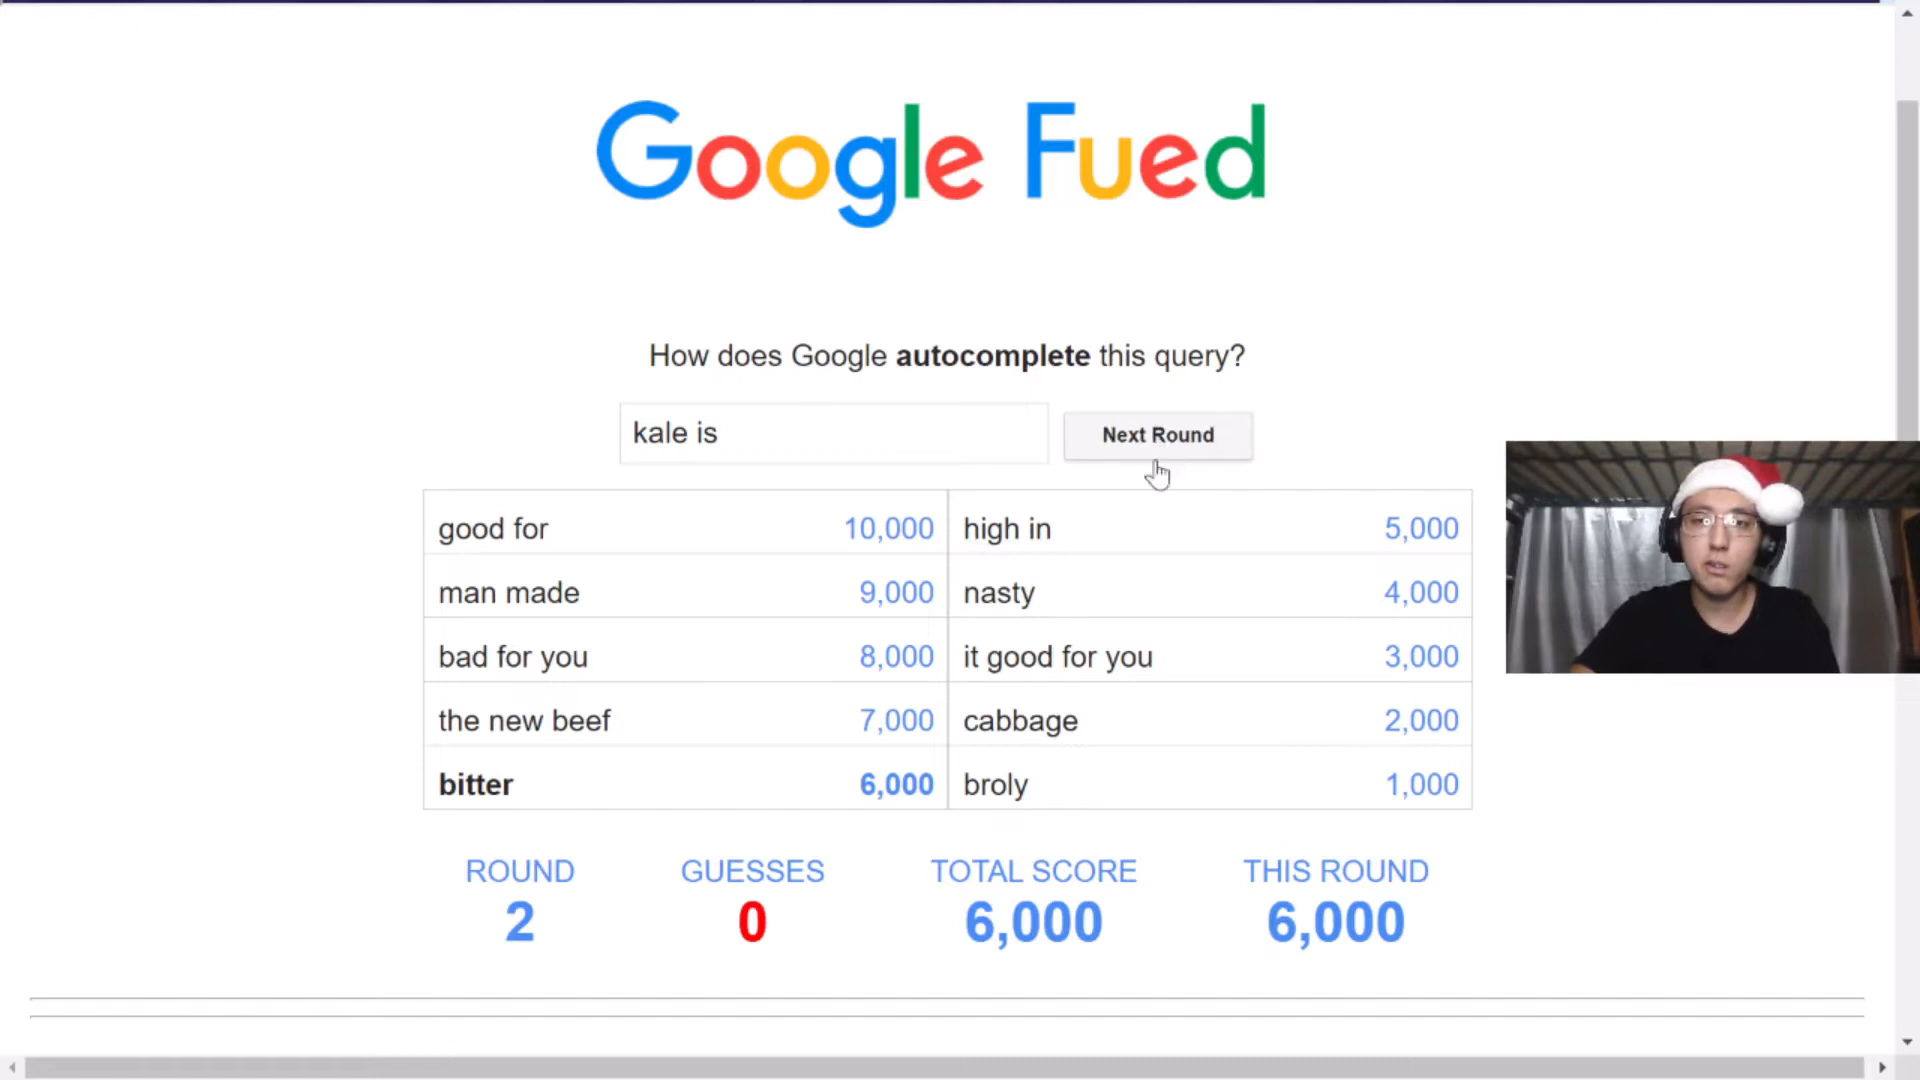 Google Fued
How does Google autocomplete this query?
kale is
Next Round
good for 10,000 high in 5,000
man made 9,000 nasty 4,000
bad for you 8,000 it good for you 3,000
the new beef 7,000 cabbage 2,000
bitter 6,000 broly 1,000
ROUND GUESSES TOTAL SCORE THIS ROUND
2 0 6,000 6,000